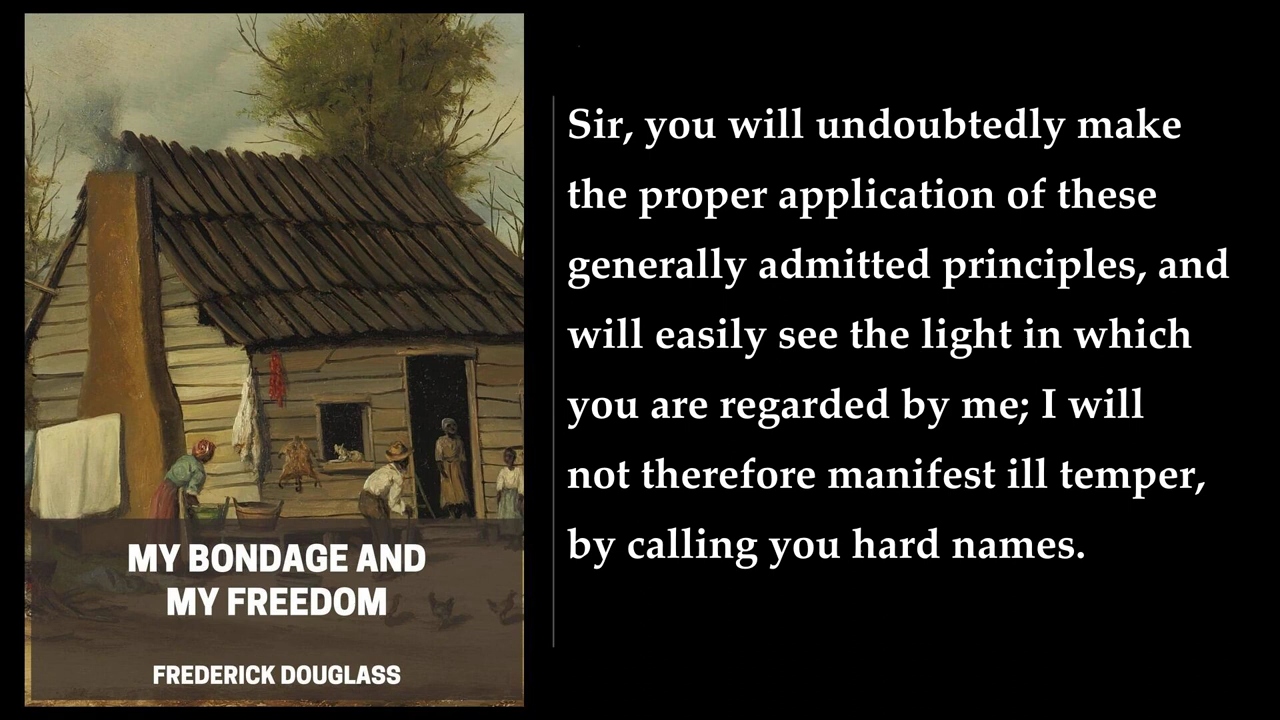 MY BONDAGE AND
MY FREEDOM
FREDERICK DOUGLASS
Sir, you will undoubtedly make
the proper application of these
generally admitted principles, and
will easily see the light in which
you are regarded by me; I will
not therefore manifest ill temper,
by calling you hard names.